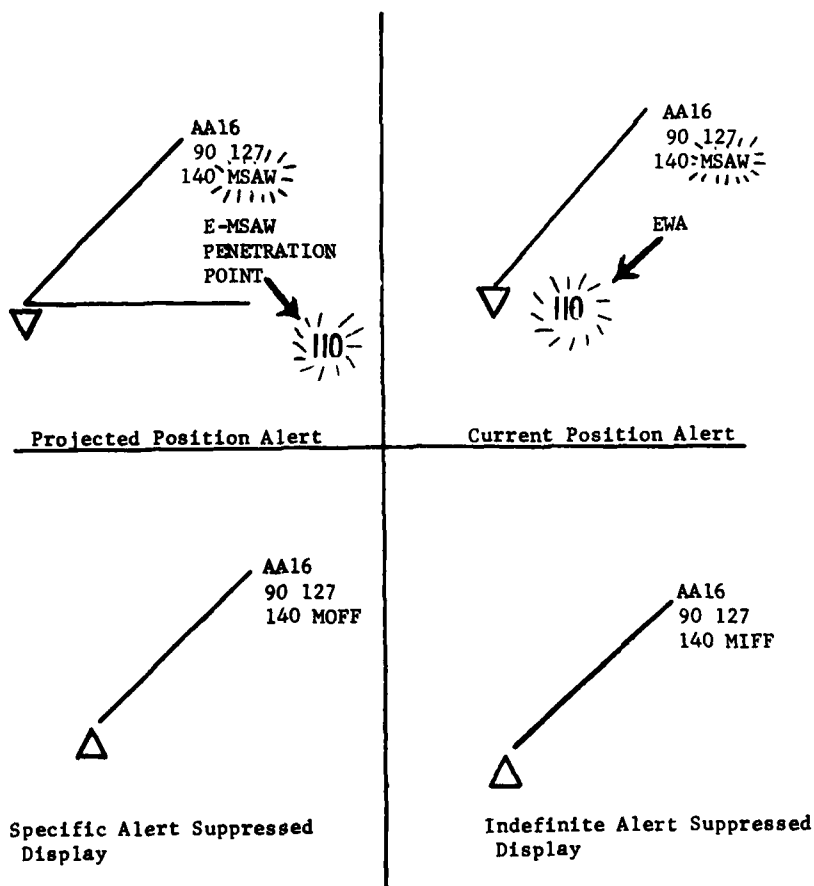 AA16
90 127
140 MSAW
E-MSAW
PENETRATION
POINT
110
Projected Position Alert
AA16
90 127
140 MSAW
EWA
110
Current Position Alert
AA16
90 127
140 MOFF
Specific Alert Suppressed
Display
AA16
90 127
140 MIFF
Indefinite Alert Suppressed
Display